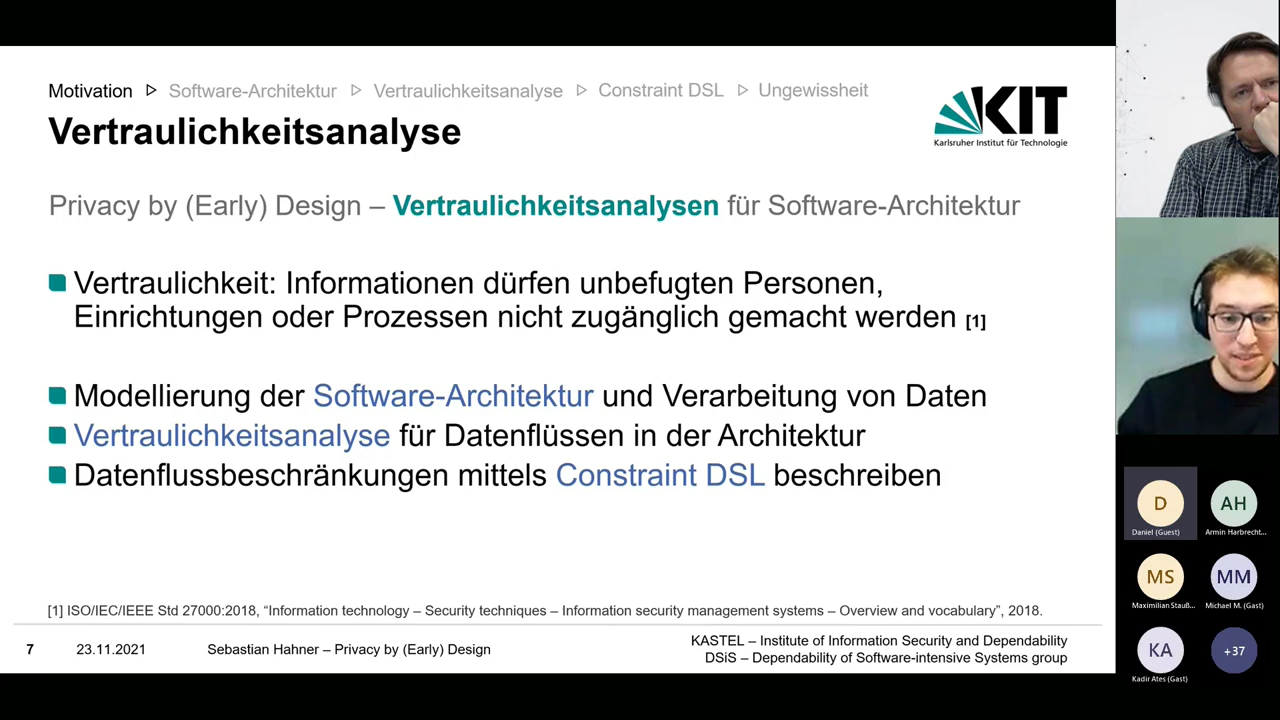 Motivation ▷ Software-Architektur ▷ Vertraulichkeitsanalyse ▷ Constraint DSL ▷ Ungewissheit
Vertraulichkeitsanalyse
KIT
Karlsruher Institut für Technologie
Privacy by (Early) Design – Vertraulichkeitsanalysen für Software-Architektur
Vertraulichkeit: Informationen dürfen unbefugten Personen,
Einrichtungen oder Prozessen nicht zugänglich gemacht werden [1]
Modellierung der Software-Architektur und Verarbeitung von Daten
Vertraulichkeitsanalyse für Datenflüssen in der Architektur
Datenflussbeschränkungen mittels Constraint DSL beschreiben
[1] ISO/IEC/IEEE Std 27000:2018, “Information technology – Security techniques – Information security management systems – Overview and vocabulary”, 2018.
7 23.11.2021 Sebastian Hahner – Privacy by (Early) Design
KASTEL – Institute of Information Security and Dependability
DSiS – Dependability of Software-intensive Systems group
D AH
Daniel (Guest) Armin Harbrecht...
MS MM
Maximilian Stauß... Michael M. (Gast)
KA +37
Kadir Ates (Gast)